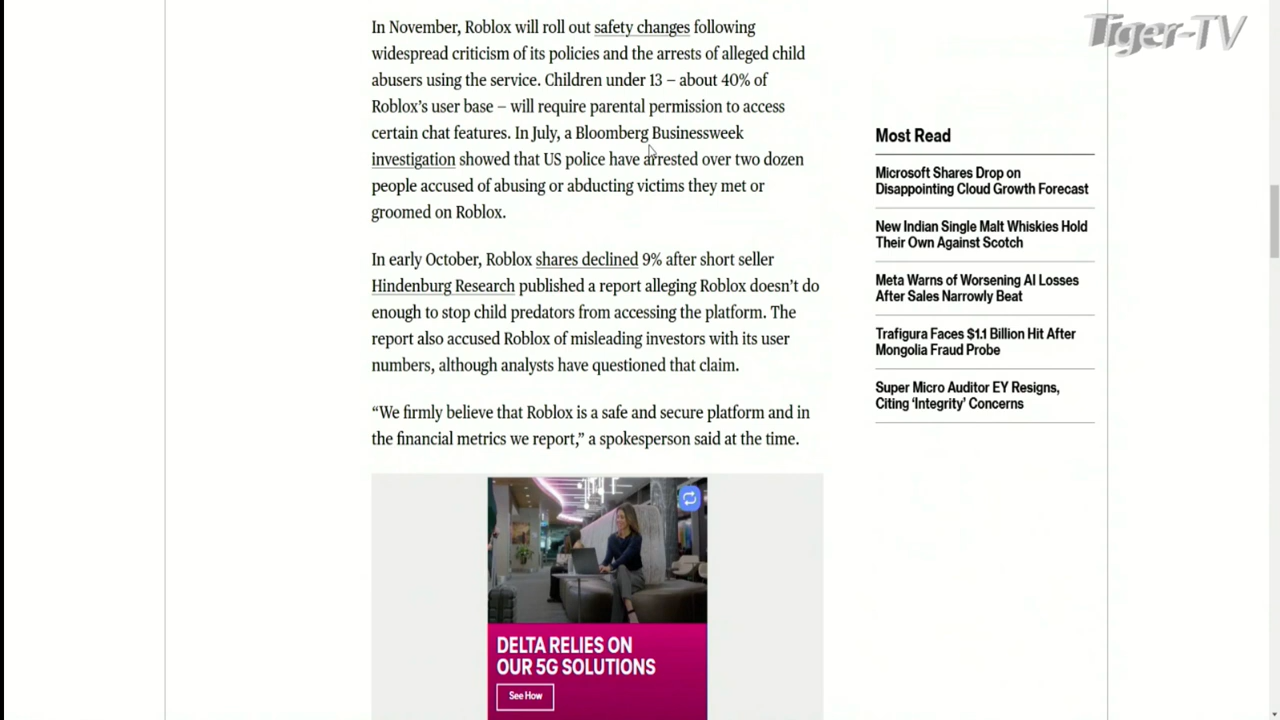 Tiger-TV
In November, Roblox will roll out safety changes following
widespread criticism of its policies and the arrests of alleged child
abusers using the service. Children under 13 – about 40% of
Roblox’s user base – will require parental permission to access
certain chat features. In July, a Bloomberg Businessweek
investigation showed that US police have arrested over two dozen
people accused of abusing or abducting victims they met or
groomed on Roblox.
In early October, Roblox shares declined 9% after short seller
Hindenburg Research published a report alleging Roblox doesn’t do
enough to stop child predators from accessing the platform. The
report also accused Roblox of misleading investors with its user
numbers, although analysts have questioned that claim.
“We firmly believe that Roblox is a safe and secure platform and in
the financial metrics we report,” a spokesperson said at the time.
DELTA RELIES ON
OUR 5G SOLUTIONS
See How
Most Read
Microsoft Shares Drop on
Disappointing Cloud Growth Forecast
New Indian Single Malt Whiskies Hold
Their Own Against Scotch
Meta Warns of Worsening AI Losses
After Sales Narrowly Beat
Trafigura Faces $1.1 Billion Hit After
Mongolia Fraud Probe
Super Micro Auditor EY Resigns,
Citing ‘Integrity’ Concerns